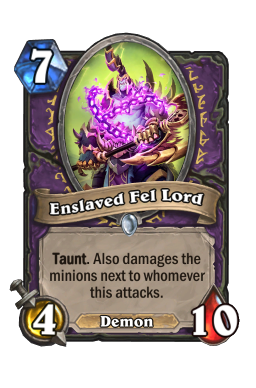 7
Enslaved Fel Lord
Taunt. Also damages the
minions next to whomever
this attacks.
4
Demon
10